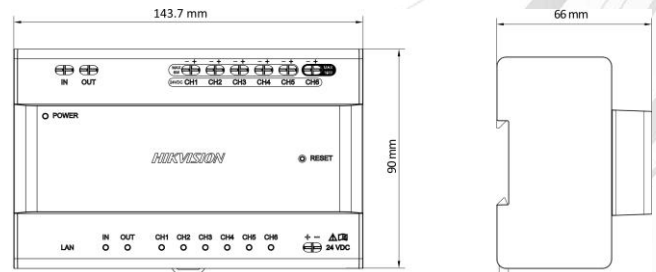 143.7 mm
66 mm
- + - + - + - + - + - +
24VDC CH1 CH2 CH3 CH4 CH5 CH6
IN OUT
POWER
HIKVISION
RESET
90 mm
IN OUT CH1 CH2 CH3 CH4 CH5 CH6 + -
LAN 24 VDC